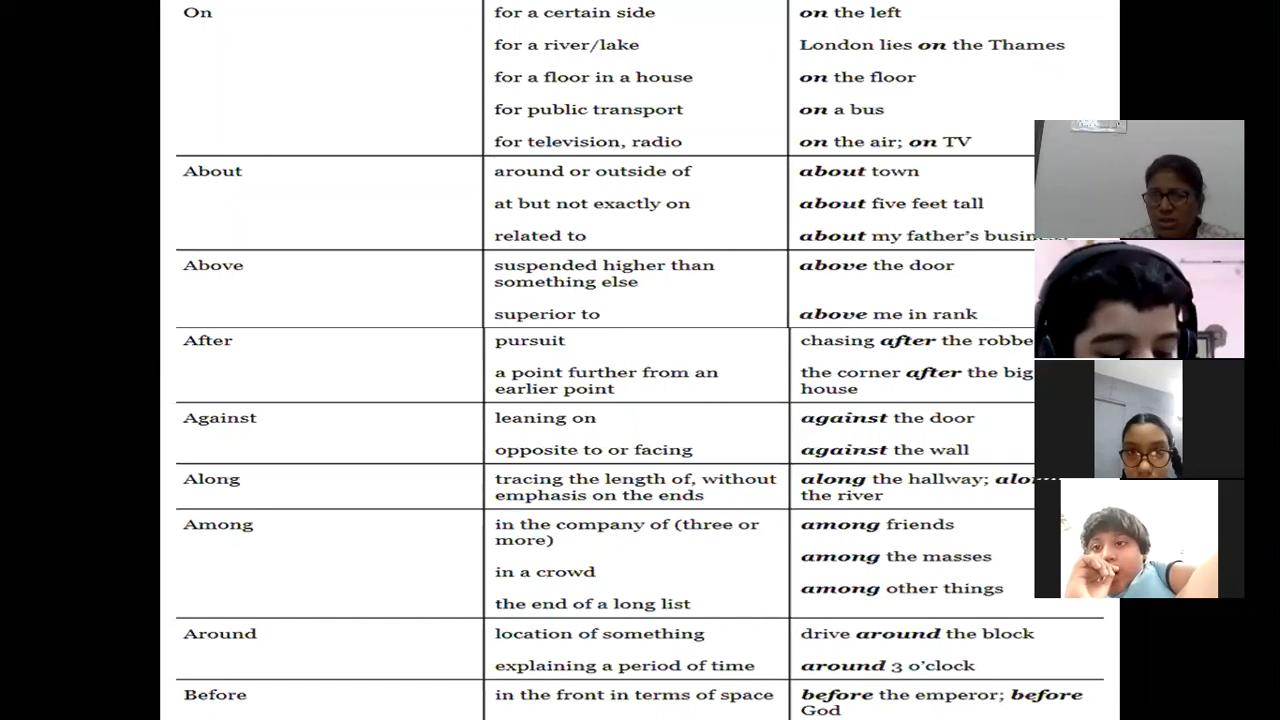 On for a certain side on the left
for a river/lake London lies on the Thames
for a floor in a house on the floor
for public transport on a bus
for television, radio on the air; on TV
About around or outside of about town
at but not exactly on about five feet tall
related to about my father's
Above suspended higher than above the door
something else
superior to above me in rank
After pursuit chasing after the
a point further from an the corner after the big
earlier point house
Against leaning on against the door
opposite to or facing against the wall
Along tracing the length of, without along the hallway;
emphasis on the ends the river
Among in the company of (three or among friends
more)
among the masses
in a crowd
among other things
the end of a long list
Around location of something drive around the block
explaining a period of time around 3 o'clock
Before in the front in terms of space before the emperor; before
God